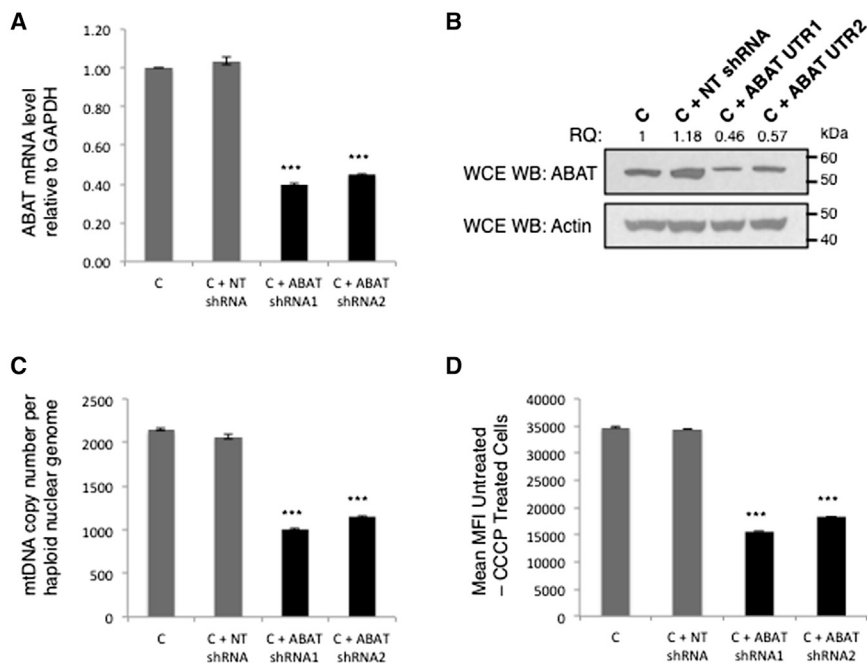 A
ABAT mRNA level
relative to GAPDH
1.20
1.00
0.80
0.60
0.40
0.20
0.00
***
***
C
C + NT
shRNA
C + ABAT
shRNA1
C + ABAT
shRNA2
B
C
C + NT shRNA
C + ABAT UTR1
C + ABAT UTR2
RQ: 1 1.18 0.46 0.57 kDa
WCE WB: ABAT
60
50
WCE WB: Actin
50
40
C
mtDNA copy number per
haploid nuclear genome
2500
2000
1500
1000
500
0
***
***
C
C + NT
shRNA
C + ABAT
shRNA1
C + ABAT
shRNA2
D
Mean MFI Untreated
– CCCP Treated Cells
40000
35000
30000
25000
20000
15000
10000
5000
0
***
***
C
C + NT
shRNA
C + ABAT
shRNA1
C + ABAT
shRNA2